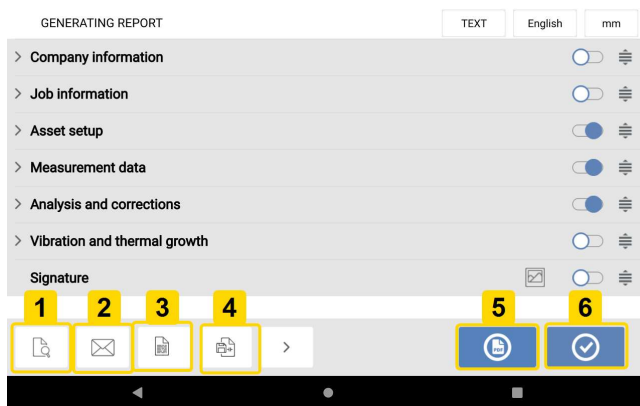 GENERATING REPORT TEXT English mm
Company information
Job information
Asset setup
Measurement data
Analysis and corrections
Vibration and thermal growth
Signature
1 2 3 4 5 6
PDF